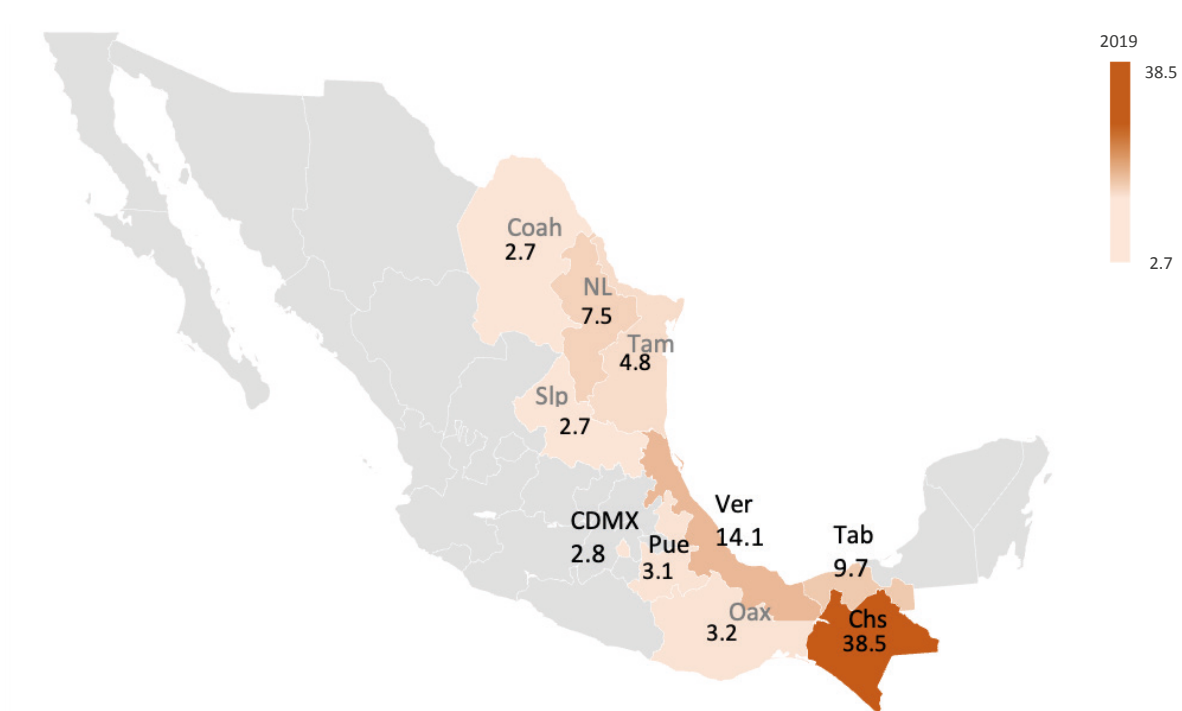 2019
38.5
2.7
Coah
2.7
NL
7.5
Tam
4.8
Slp
2.7
Ver
14.1
CDMX
2.8
Pue
3.1
Tab
9.7
Oax
3.2
Chs
38.5